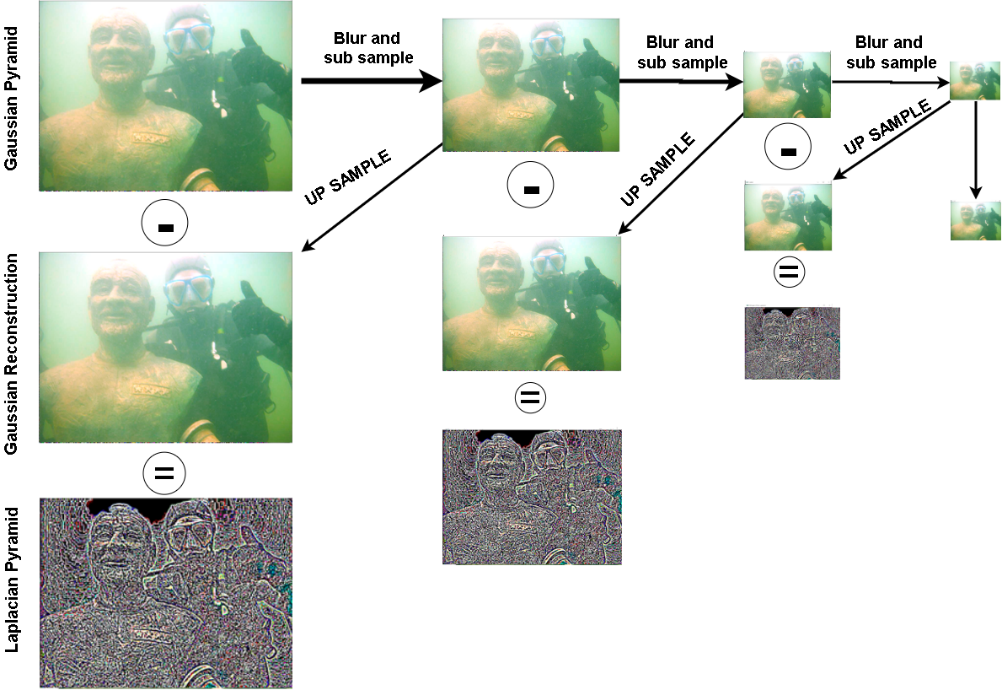 Gaussian Pyramid
Blur and
sub sample
Blur and
sub sample
Blur and
sub sample
UP SAMPLE
UP SAMPLE
UP SAMPLE
-
-
-
Gaussian Reconstruction
=
=
=
Laplacian Pyramid